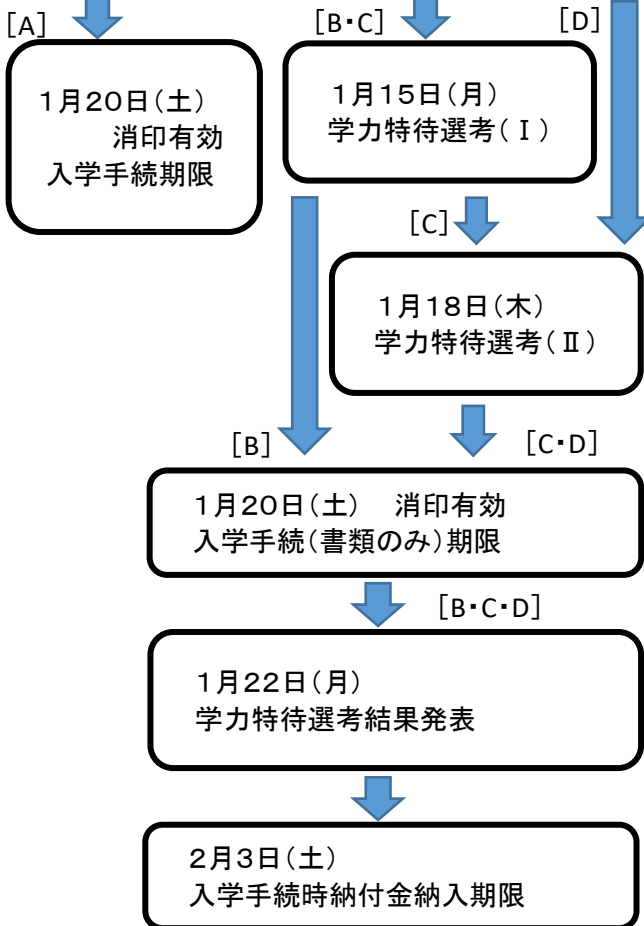 [A]
[B・C]
[D]
1月20日(土)
消印有効
入学手続期限
1月15日(月)
学力特待選考(Ⅰ)
[C]
1月18日(木)
学力特待選考(Ⅱ)
[B]
[C・D]
1月20日(土) 消印有効
入学手続(書類のみ)期限
[B・C・D]
1月22日(月)
学力特待選考結果発表
2月3日(土)
入学手続時納付金納入期限